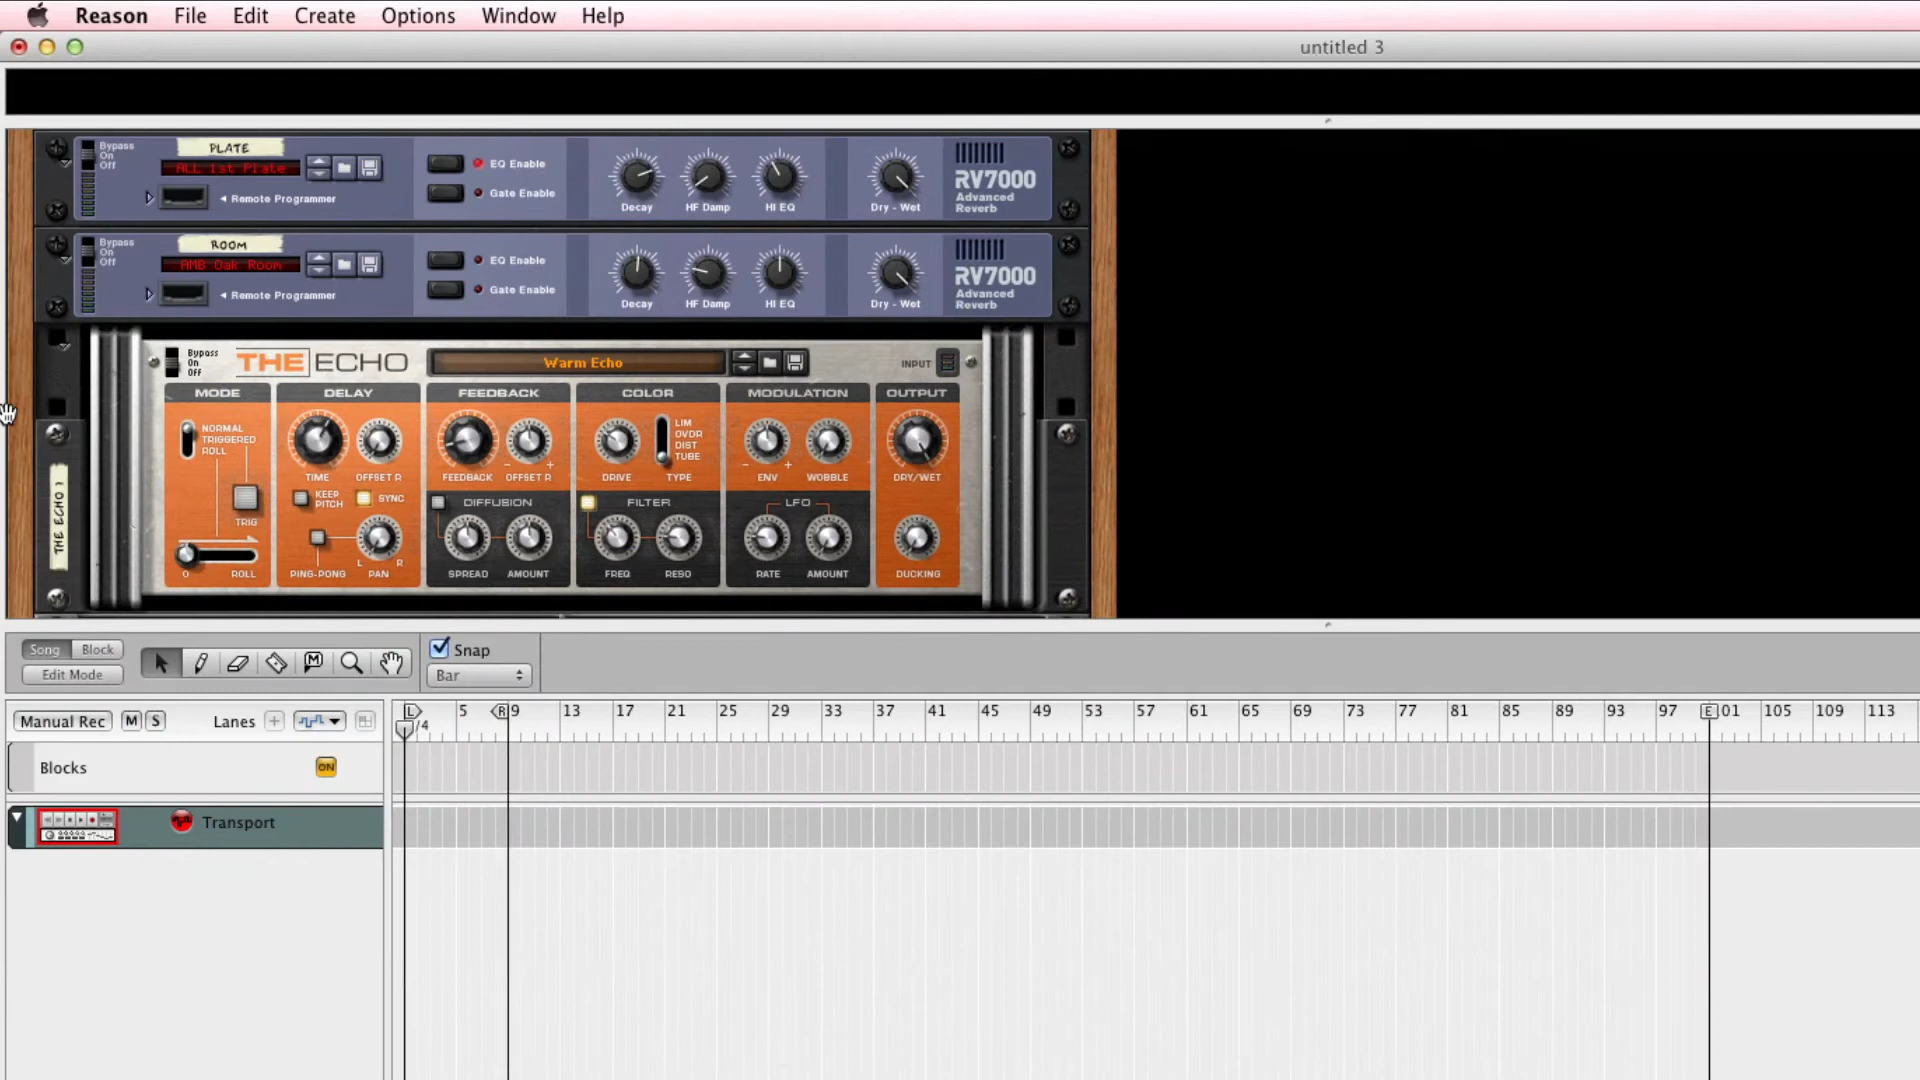 Reason File Edit Create Options Window Help
untitled 3
Bypass
On
Off
PLATE
ALL 1st Plate
Remote Programmer
EQ Enable
Gate Enable
Decay HF Damp HI EQ Dry - Wet
RV7000
Advanced
Reverb
Bypass
On
Off
ROOM
AMB Oak Room
Remote Programmer
EQ Enable
Gate Enable
Decay HF Damp HI EQ Dry - Wet
RV7000
Advanced
Reverb
Bypass
On
Off
THE ECHO
Warm Echo
INPUT
MODE DELAY FEEDBACK COLOR MODULATION OUTPUT
NORMAL
TRIGGERED
ROLL
TRIG
0 ROLL
TIME OFFSET R
KEEP
PITCH
SYNC
L R
PING-PONG PAN
- +
FEEDBACK OFFSET R
DIFFUSION
SPREAD AMOUNT
LIM
OVDR
DIST
TUBE
DRIVE TYPE
FILTER
FREQ RESO
- +
ENV WOBBLE
LFO
RATE AMOUNT
DRY/WET
DUCKING
THE ECHO 1
Song Block
Edit Mode
M
Snap
Bar
Manual Rec M S Lanes +
L /4 5 R 9 13 17 21 25 29 33 37 41 45 49 53 57 61 65 69 73 77 81 85 89 93 97 E 01 105 109 113
Blocks ON
Transport